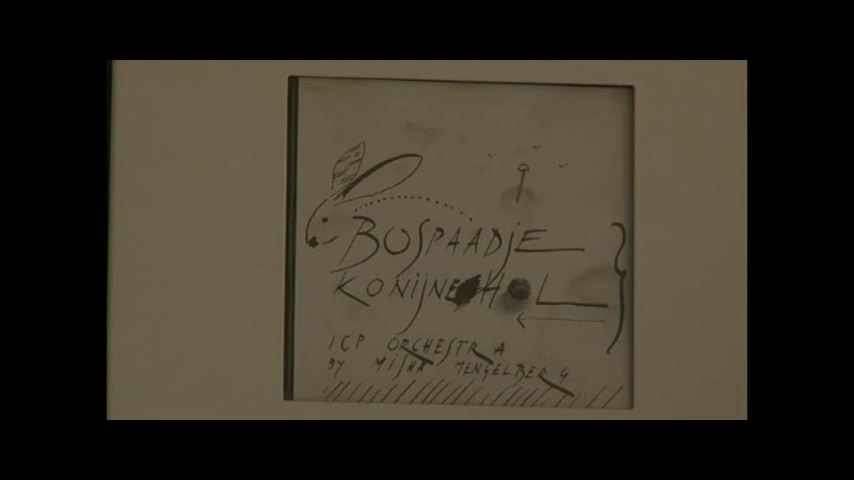 BOSPAADJE
KONIJNEHOL
ICP ORCHESTRA
BY MISHA MENGELBERG